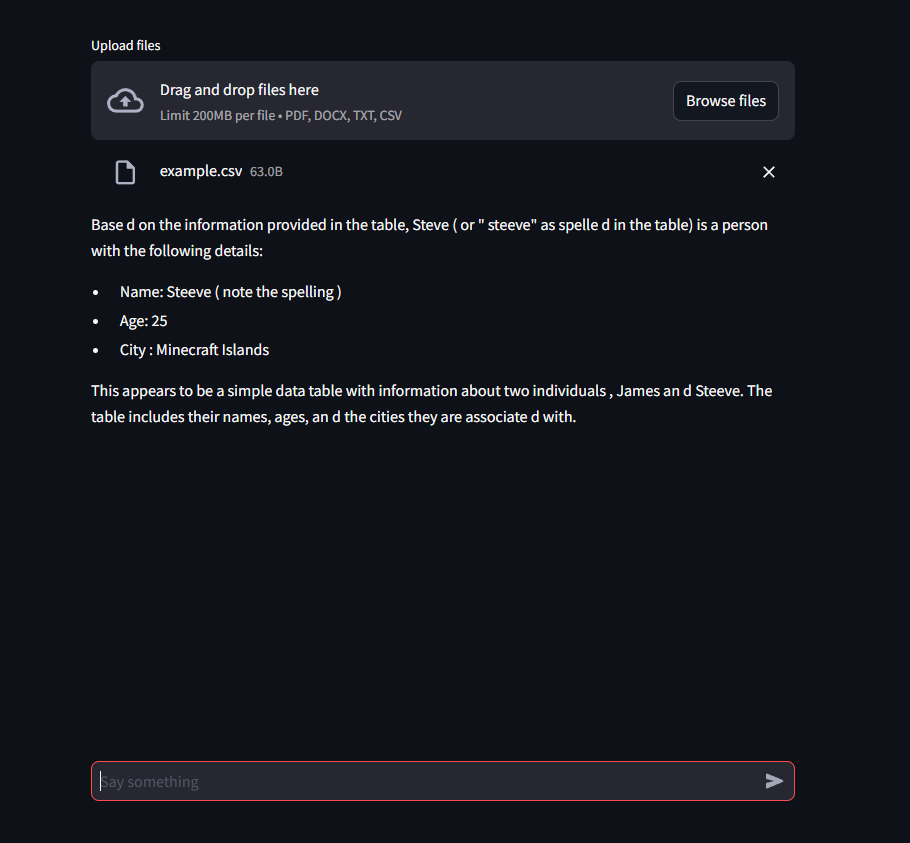 Upload files
Drag and drop files here
Limit 200MB per file • PDF, DOCX, TXT, CSV
Browse files
example.csv 63.0B
Base d on the information provided in the table, Steve ( or " steeve" as spelle d in the table) is a person
with the following details:
• Name: Steeve ( note the spelling )
• Age: 25
• City : Minecraft Islands
This appears to be a simple data table with information about two individuals , James an d Steeve. The
table includes their names, ages, an d the cities they are associate d with.
Say something